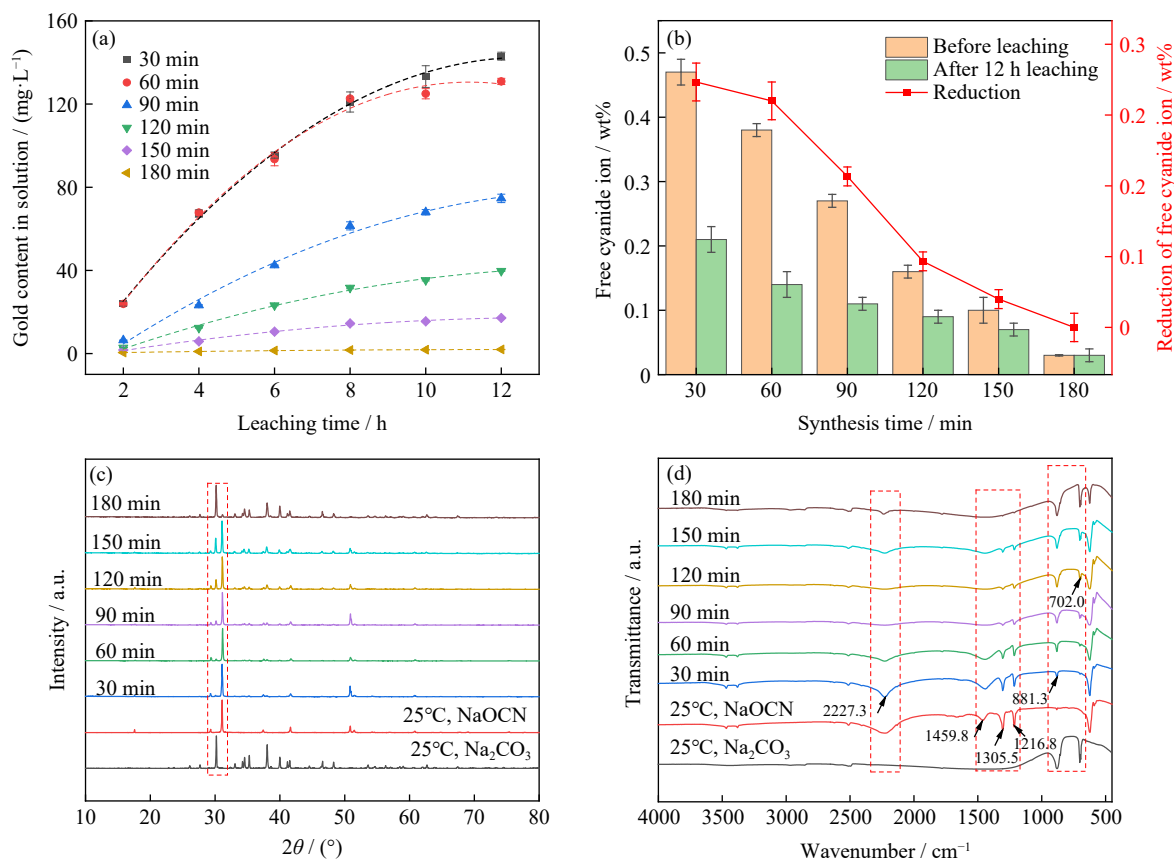 (a)
160
120
80
40
0
Gold content in solution / (mg·L⁻¹)
30 min
60 min
90 min
120 min
150 min
180 min
2 4 6 8 10 12
Leaching time / h
(b)
0.5
0.4
0.3
0.2
0.1
0
Free cyanide ion / wt%
Before leaching
After 12 h leaching
Reduction
0.3
0.2
0.2
0.1
0
Reduction of free cyanide ion / wt%
30 60 90 120 150 180
Synthesis time / min
(c)
180 min
150 min
120 min
90 min
60 min
30 min
25°C, NaOCN
25°C, Na₂CO₃
Intensity / a.u.
10 20 30 40 50 60 70 80
2θ / (°)
(d)
180 min
150 min
120 min
702.0
90 min
60 min
30 min
2227.3
881.3
25°C, NaOCN
1459.8
1305.5
1216.8
25°C, Na₂CO₃
Transmittance / a.u.
4000 3500 3000 2500 2000 1500 1000 500
Wavenumber / cm⁻¹